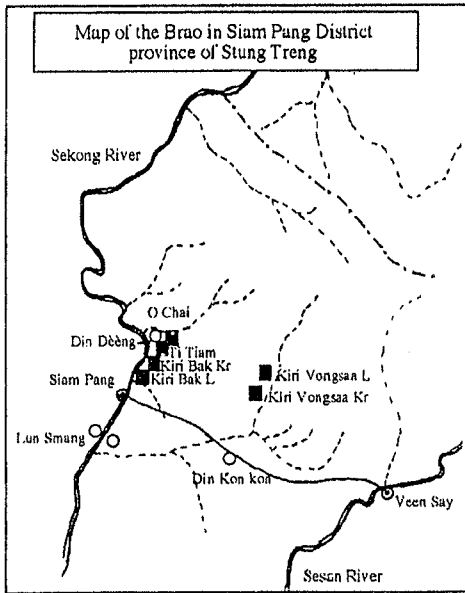 Map of the Brao in Siam Pang District
province of Stung Treng
Sekong River
O Chai
Din Dèèng
Ti Tiam
Kiri Bak Kr
Siam Pang
Kiri Bak L
Kiri Vongsaa L
Kiri Vongsaa Kr
Lun Smang
Din Kon kon
Veen Say
Sesan River